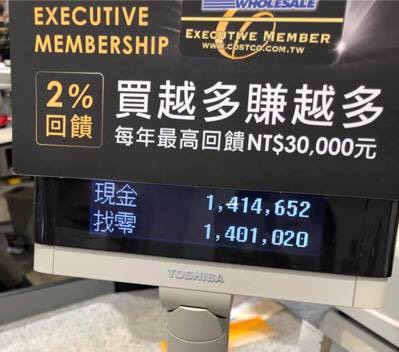 WHOLESALE
EXECUTIVE
MEMBERSHIP
EXECUTIVE MEMBER
WWW.COSTCO.COM.TW
2%
回饋
買越多賺越多
每年最高回饋NT$30,000元
現金 1,414,652
找零 1,401,020
TOSHIBA